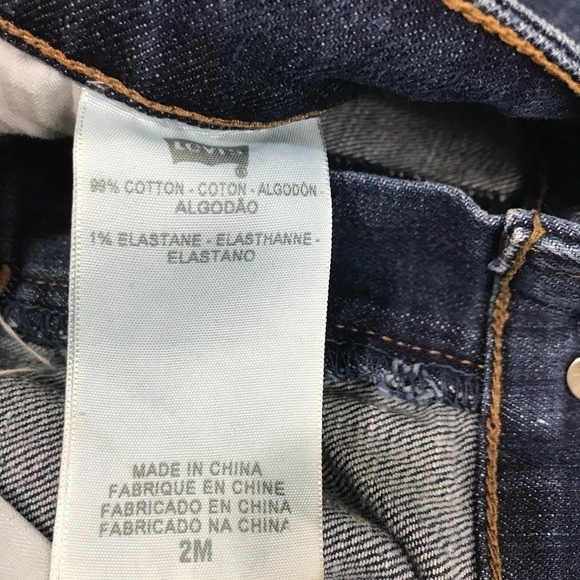 LEVI'S
®
99% COTTON - COTON - ALGODÓN
ALGODÃO
1% ELASTANE - ELASTHANNE -
ELASTANO
MADE IN CHINA
FABRIQUE EN CHINE
FABRICADO EN CHINA
FABRICADO NA CHINA
2M